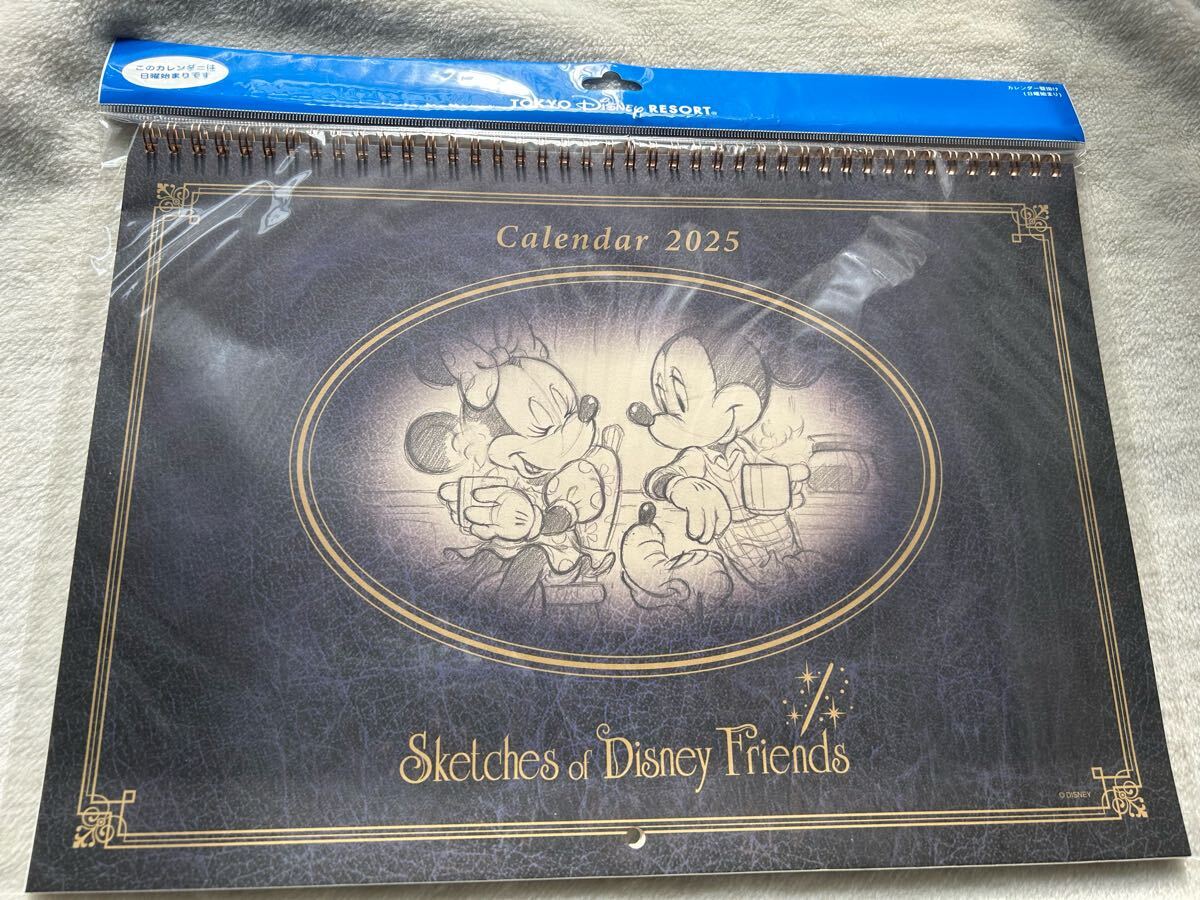 このカレンダーは
日曜始まりです
カレンダー壁掛け
(日曜始まり)
TOKYO DISNEY RESORT®
Calendar 2025
Sketches of Disney Friends
© DISNEY